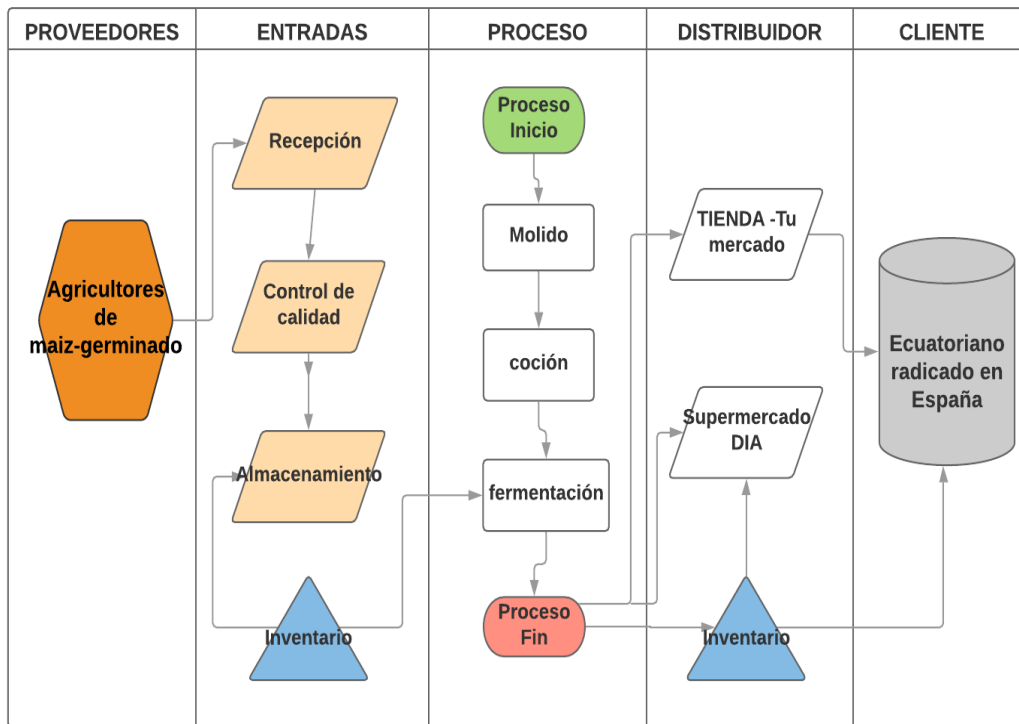 PROVEEDORES
ENTRADAS
PROCESO
DISTRIBUIDOR
CLIENTE
Agricultores
de
maiz-germinado
Recepción
Control de
calidad
Almacenamiento
Inventario
Proceso
Inicio
Molido
coción
fermentación
Proceso
Fin
TIENDA -Tu
mercado
Supermercado
DIA
Inventario
Ecuatoriano
radicado en
España